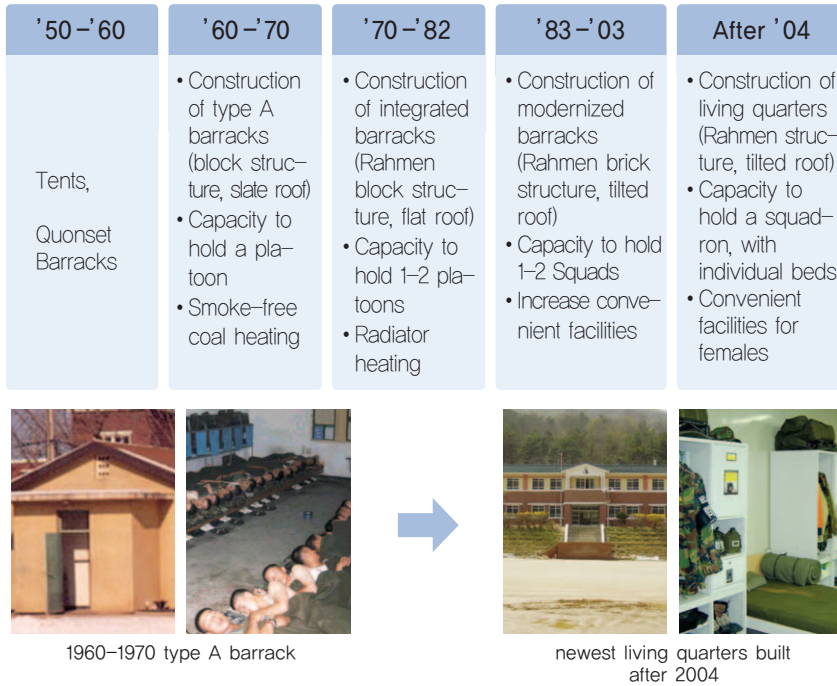 '50-'60
Tents,
Quonset
Barracks
'60-'70
• Construction
of type A
barracks
(block struc-
ture, slate roof)
• Capacity to
hold a pla-
toon
• Smoke-free
coal heating
'70-'82
• Construction
of integrated
barracks
(Rahmen
block struc-
ture, flat roof)
• Capacity to
hold 1-2 pla-
toons
• Radiator
heating
'83-'03
• Construction of
modernized
barracks
(Rahmen brick
structure, tilted
roof)
• Capacity to hold
1-2 Squads
• Increase conve-
nient facilities
After '04
• Construction of
living quarters
(Rahmen struc-
ture, tilted roof)
• Capacity to
hold a squad-
ron, with
individual beds
• Convenient
facilities for
females
1960-1970 type A barrack
newest living quarters built
after 2004